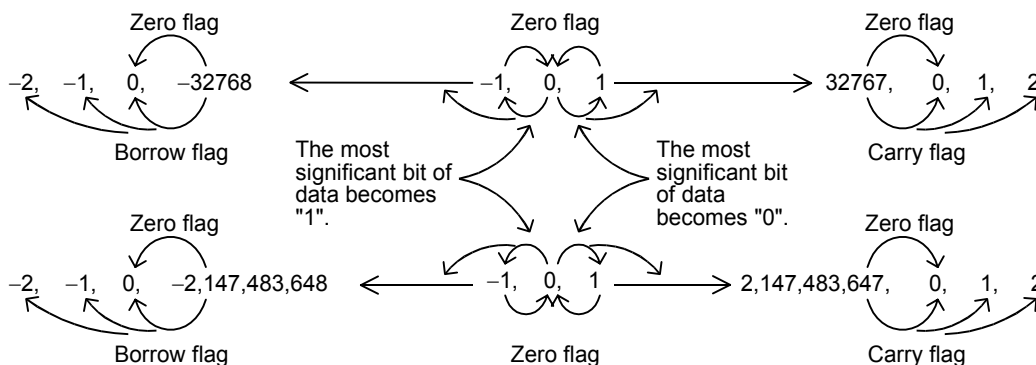 Zero flag Zero flag Zero flag
−2, −1, 0, −32768 −1, 0, 1 32767, 0, 1, 2
Borrow flag Carry flag
The most
significant bit of
data becomes
"1".
The most
significant bit
of data
becomes "0".
Zero flag Zero flag
−2, −1, 0, −2,147,483,648 −1, 0, 1 2,147,483,647, 0, 1, 2
Borrow flag Zero flag Carry flag